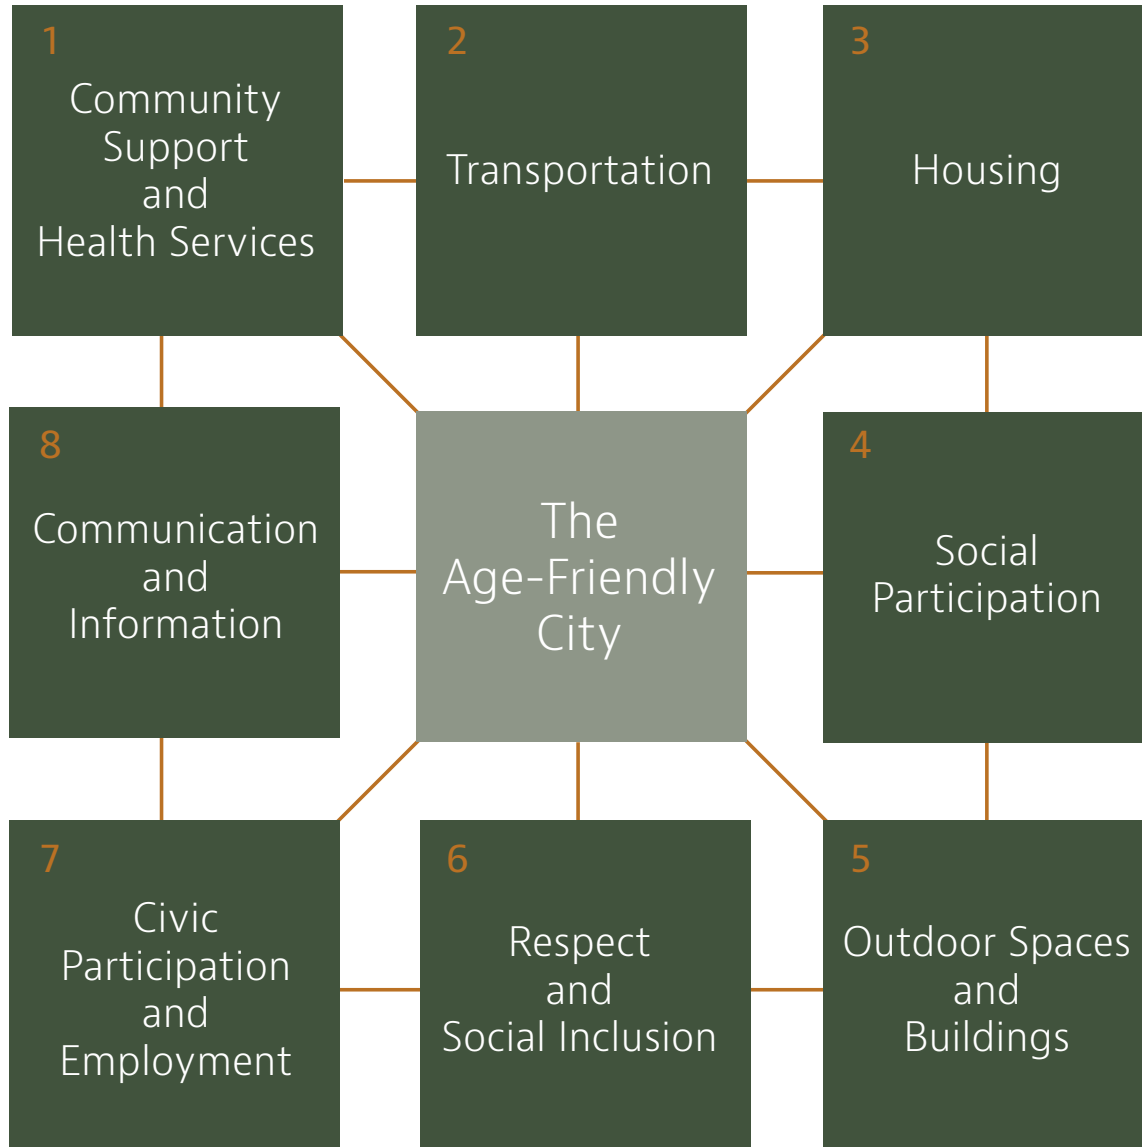 1
Community
Support
and
Health Services
2
Transportation
3
Housing
8
Communication
and
Information
The
Age-Friendly
City
4
Social
Participation
7
Civic
Participation
and
Employment
6
Respect
and
Social Inclusion
5
Outdoor Spaces
and
Buildings